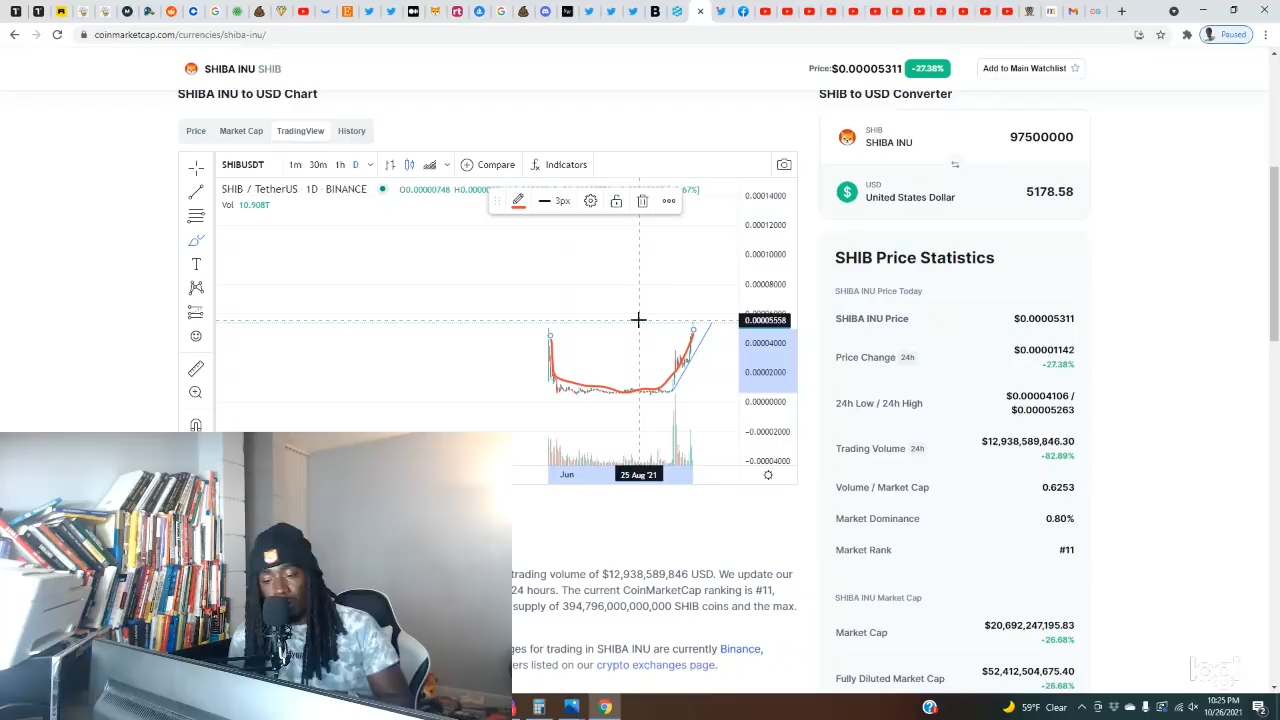 coinmarketcap.com/currencies/shiba-inu/
Paused
SHIBA INU SHIB
Price:$0.00005311 -27.38%
Add to Main Watchlist
SHIBA INU to USD Chart
SHIB to USD Converter
Price Market Cap TradingView History
SHIB
SHIBA INU
97500000
USD
United States Dollar
5178.58
SHIBUSDT 1m 30m 1h D Compare Indicators
SHIB / TetherUS · 1D · BINANCE
O0.00000748
Vol 10.908T
3px
0.00014000
0.00012000
0.00010000
0.00008000
0.00005558
0.00004000
0.00002000
0.00000000
−0.00002000
−0.00004000
Jun 25 Aug '21
SHIB Price Statistics
SHIBA INU Price Today
SHIBA INU Price $0.00005311
Price Change 24h $0.00001142
-27.38%
24h Low / 24h High $0.00004106 /
$0.00005263
Trading Volume 24h $12,938,589,846.30
-82.89%
Volume / Market Cap 0.6253
Market Dominance 0.80%
Market Rank #11
SHIBA INU Market Cap
Market Cap $20,692,247,195.83
-26.68%
Fully Diluted Market Cap $52,412,504,675.40
-26.68%
trading volume of $12,938,589,846 USD. We update our
24 hours. The current CoinMarketCap ranking is #11,
supply of 394,796,000,000,000 SHIB coins and the max.
ges for trading in SHIBA INU are currently Binance,
ers listed on our crypto exchanges page.
59°F Clear
10:25 PM
10/26/2021